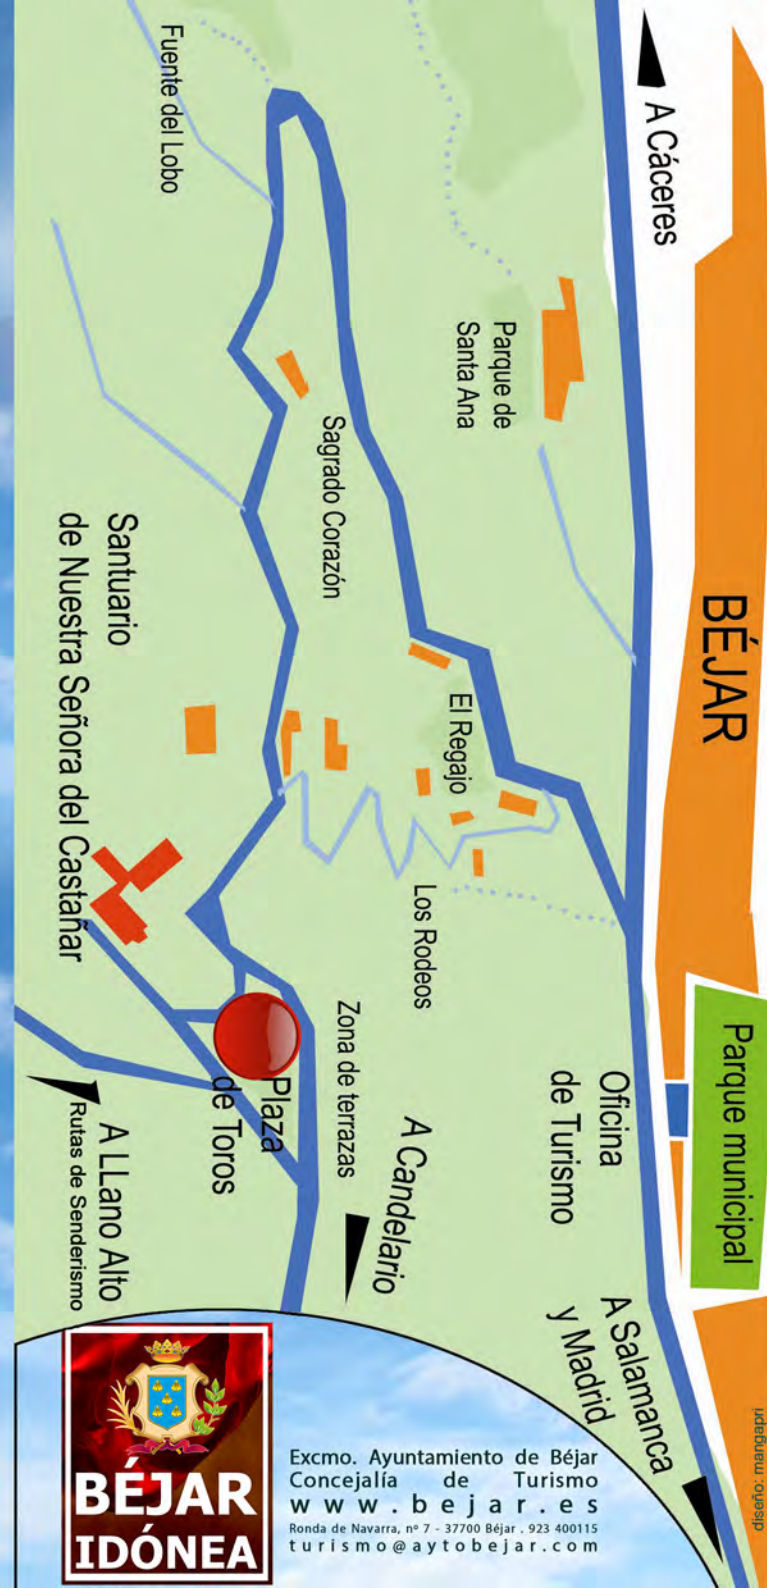 A Cáceres
BÉJAR
Parque municipal
Fuente del Lobo
Parque de
Santa Ana
Sagrado Corazón
El Regajo
Los Rodeos
Santuario
de Nuestra Señora del Castañar
Zona de terrazas
Plaza
de Toros
Oficina
de Turismo
A Candelario
A LLano Alto
Rutas de Senderismo
A Salamanca
y Madrid
diseño: mangapri
BÉJAR
IDÓNEA
Excmo. Ayuntamiento de Béjar
Concejalía de Turismo
www.bejar.es
Ronda de Navarra, nº 7 - 37700 Béjar . 923 400115
turismo@aytobejar.com